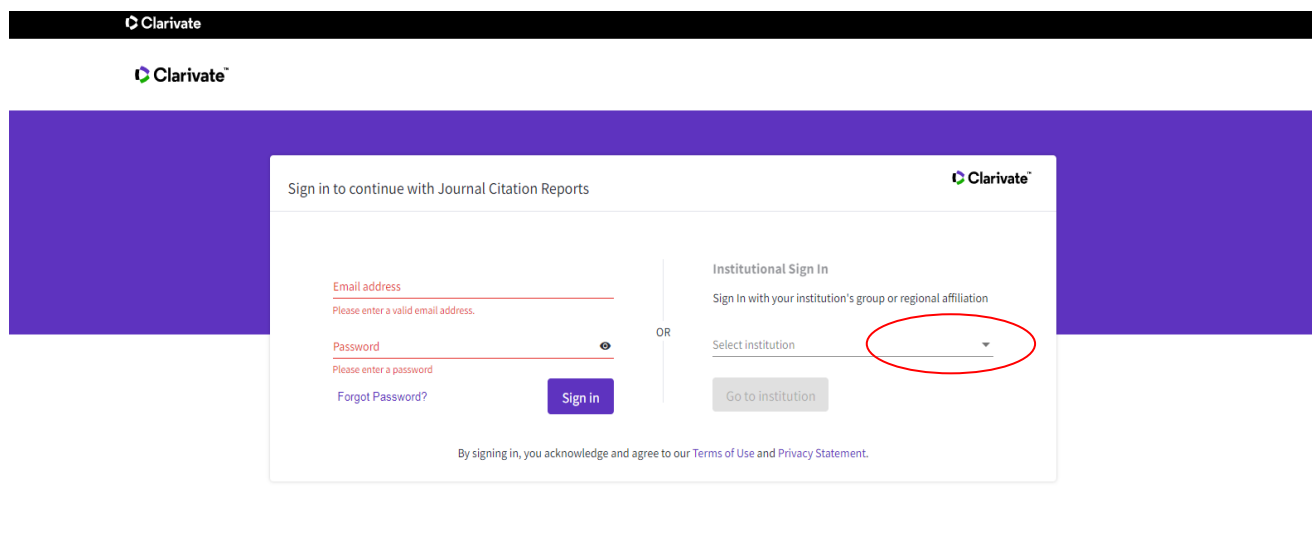 Clarivate
Clarivate™
Sign in to continue with Journal Citation Reports
Clarivate™
Email address
Please enter a valid email address.
Password
Please enter a password
Forgot Password?
Sign in
OR
Institutional Sign In
Sign In with your institution's group or regional affiliation
Select institution
Go to institution
By signing in, you acknowledge and agree to our Terms of Use and Privacy Statement.